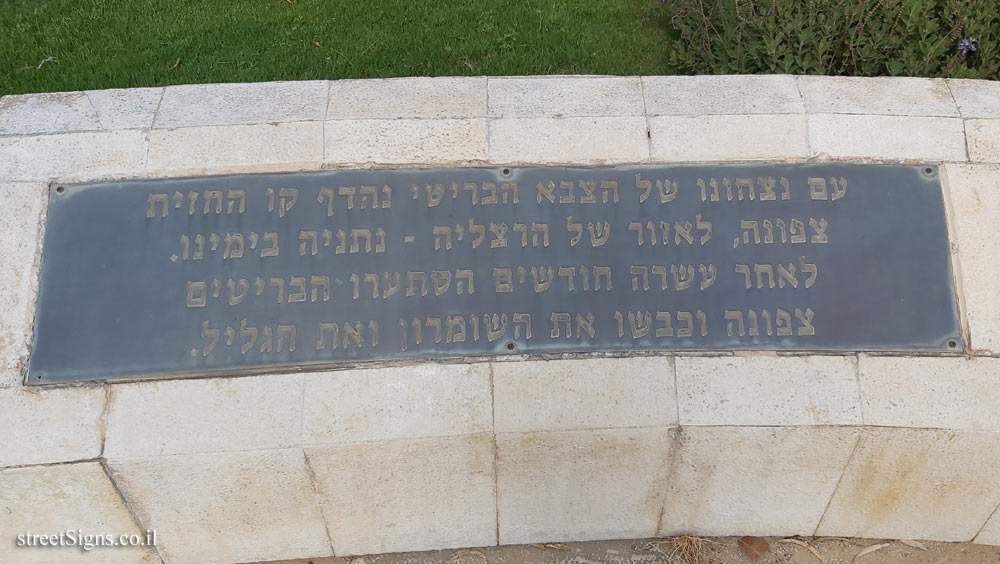 עם נצחונו של הצבא הבריטי נהדף קו החזית
צפונה, לאזור של הרצליה - נתניה בימינו.
לאחר עשרה חודשים הסתערו הבריטים
צפונה וכבשו את השומרון ואת הגליל.
streetSigns.co.il